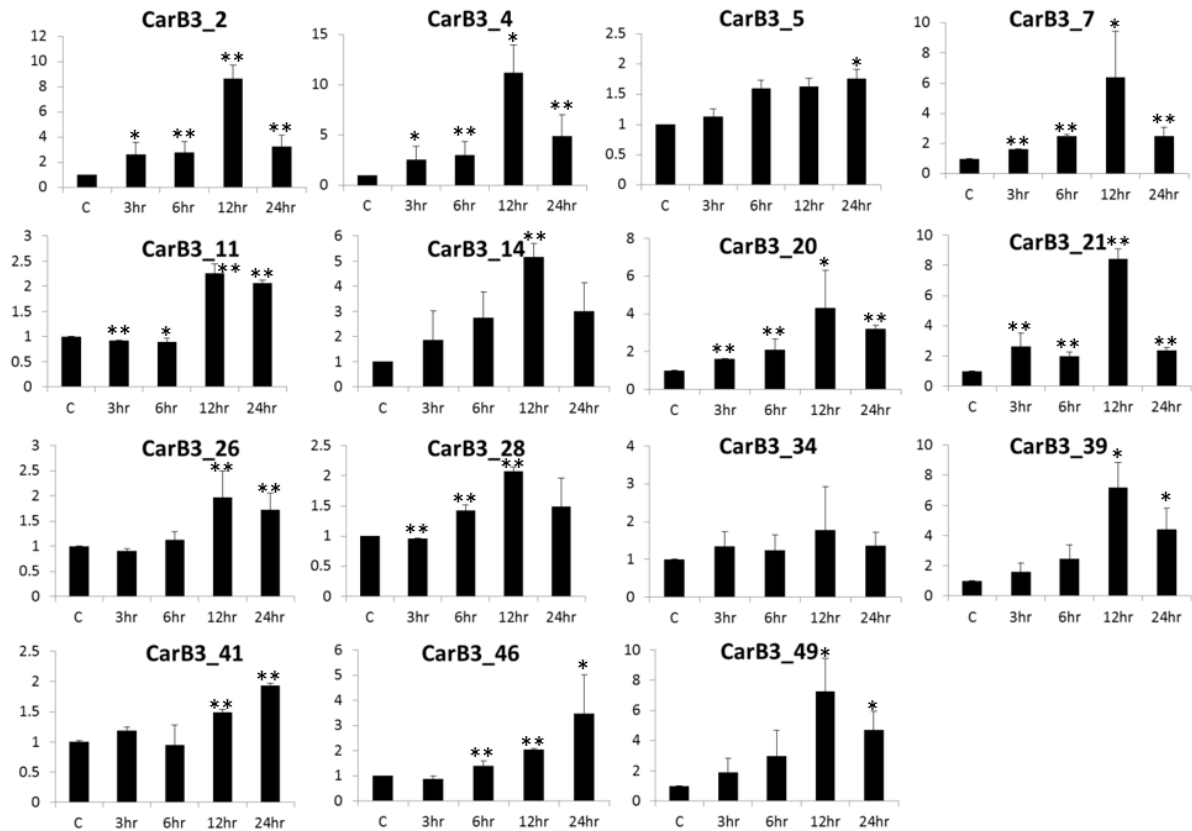 CarB3_2
12
10
8
6
4
2
0
* ** ** **
C 3hr 6hr 12hr 24hr
CarB3_4
15
10
5
0
* ** * **
C 3hr 6hr 12hr 24hr
CarB3_5
2.5
2
1.5
1
0.5
0
*
C 3hr 6hr 12hr 24hr
CarB3_7
10
8
6
4
2
0
** ** * **
C 3hr 6hr 12hr 24hr
CarB3_11
3
2.5
2
1.5
1
0.5
0
** * ** **
C 3hr 6hr 12hr 24hr
CarB3_14
6
5
4
3
2
1
0
**
C 3hr 6hr 12hr 24hr
CarB3_20
8
6
4
2
0
** ** * **
C 3hr 6hr 12hr 24hr
CarB3_21
10
8
6
4
2
0
** ** ** **
C 3hr 6hr 12hr 24hr
CarB3_26
3
2.5
2
1.5
1
0.5
0
** **
C 3hr 6hr 12hr 24hr
CarB3_28
2.5
2
1.5
1
0.5
0
** ** **
C 3hr 6hr 12hr 24hr
CarB3_34
4
3
2
1
0
C 3hr 6hr 12hr 24hr
CarB3_39
10
8
6
4
2
0
* *
C 3hr 6hr 12hr 24hr
CarB3_41
2.5
2
1.5
1
0.5
0
** **
C 3hr 6hr 12hr 24hr
CarB3_46
6
5
4
3
2
1
0
** ** *
C 3hr 6hr 12hr 24hr
CarB3_49
10
8
6
4
2
0
* *
C 3hr 6hr 12hr 24hr